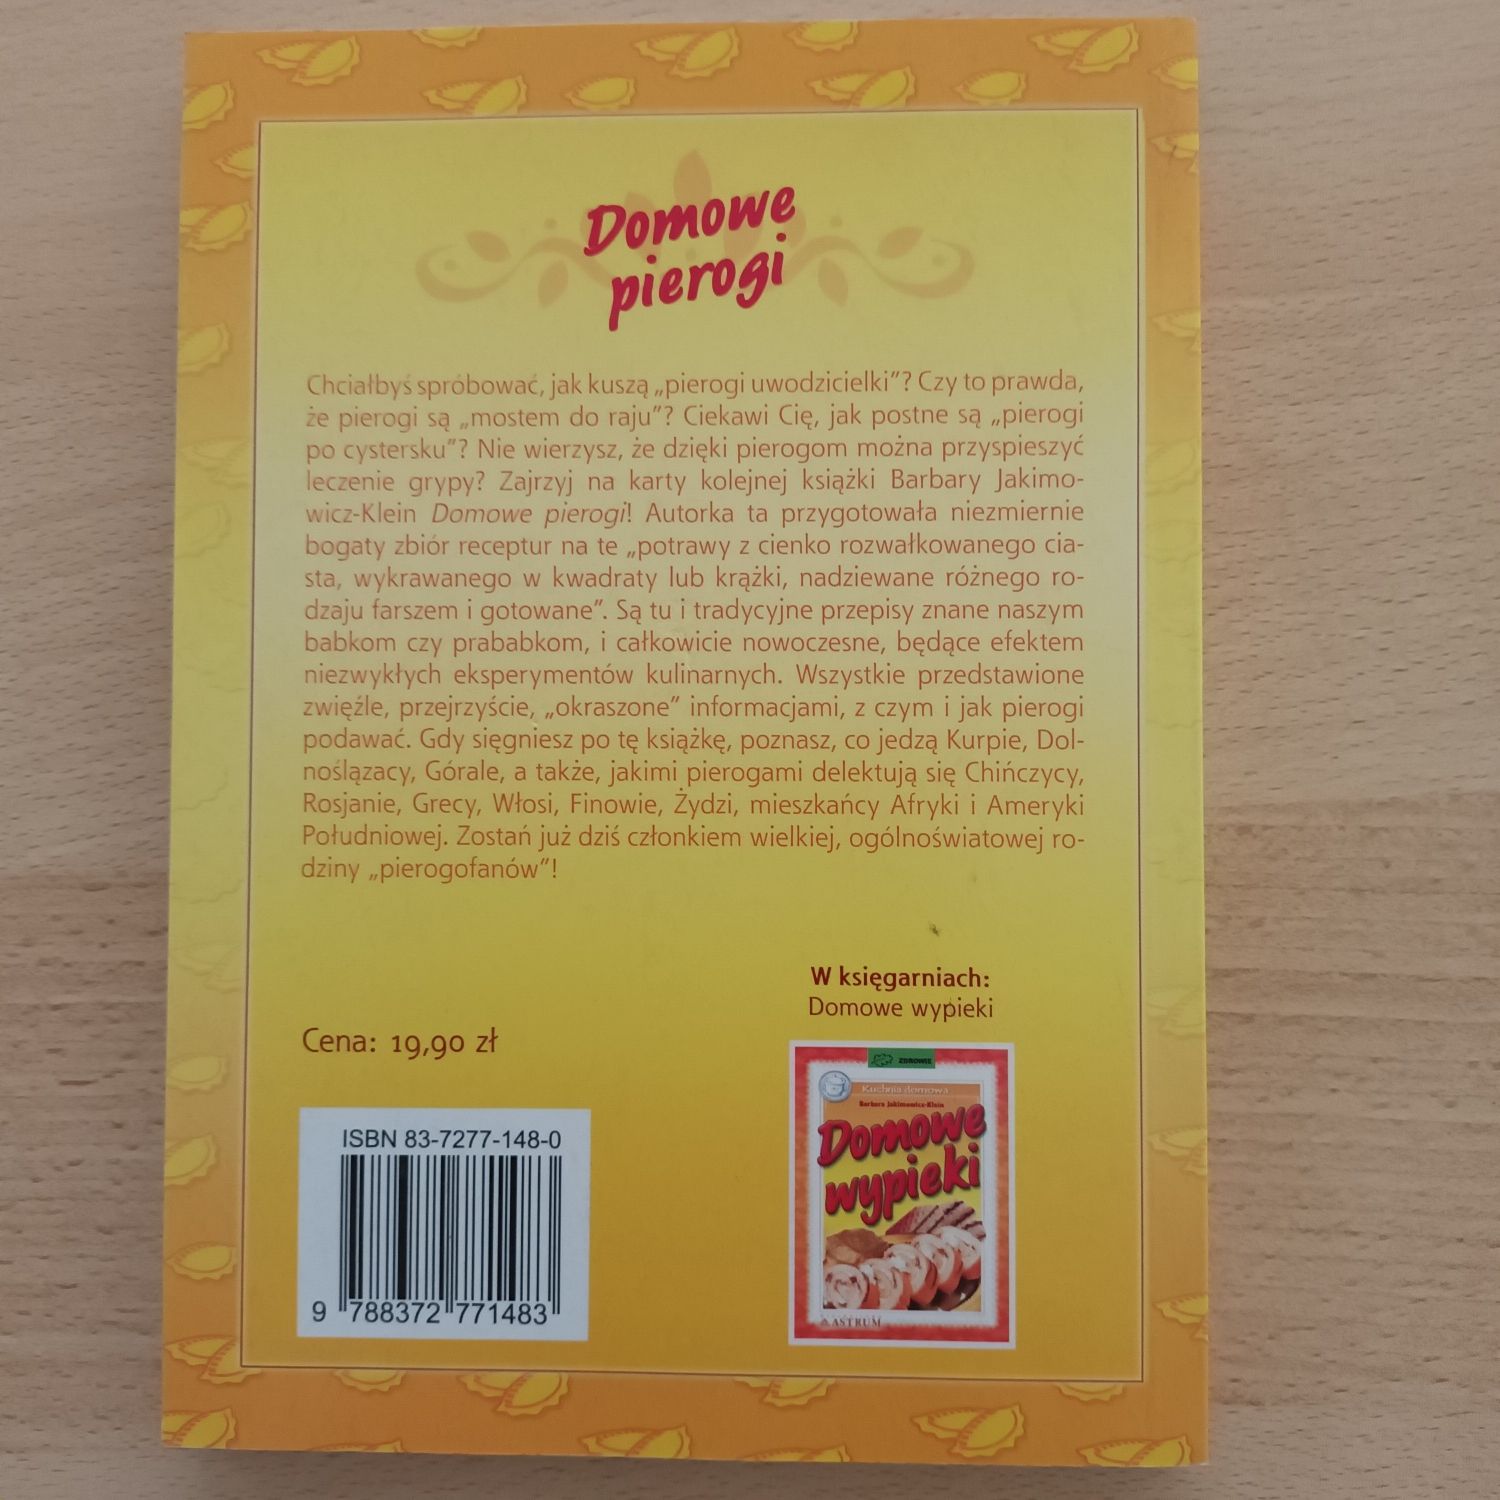 Domowe
pierogi
Chciałbyś spróbować, jak kuszą „pierogi uwodzicielki”? Czy to prawda,
że pierogi są „mostem do raju”? Ciekawi Cię, jak postne są „pierogi
po cystersku”? Nie wierzysz, że dzięki pierogom można przyspieszyć
leczenie grypy? Zajrzyj na karty kolejnej książki Barbary Jakimo-
wicz-Klein Domowe pierogi! Autorka ta przygotowała niezmiernie
bogaty zbiór receptur na te „potrawy z cienko rozwałkowanego cia-
sta, wykrawanego w kwadraty lub krążki, nadziewane różnego ro-
dzaju farszem i gotowane”. Są tu i tradycyjne przepisy znane naszym
babkom czy prababkom, i całkowicie nowoczesne, będące efektem
niezwykłych eksperymentów kulinarnych. Wszystkie przedstawione
zwięźle, przejrzyście, „okraszone” informacjami, z czym i jak pierogi
podawać. Gdy sięgniesz po tę książkę, poznasz, co jedzą Kurpie, Dol-
noślązacy, Górale, a także, jakimi pierogami delektują się Chińczycy,
Rosjanie, Grecy, Włosi, Finowie, Żydzi, mieszkańcy Afryki i Ameryki
Południowej. Zostań już dziś członkiem wielkiej, ogólnoświatowej ro-
dziny „pierogofanów”!
W księgarniach:
Domowe wypieki
Cena: 19,90 zł
ZDROWIE
Kuchnia domowa
Barbara Jakimowicz-Klein
Domowe
wypieki
ASTRUM
ISBN 83-7277-148-0
9 788372 771483